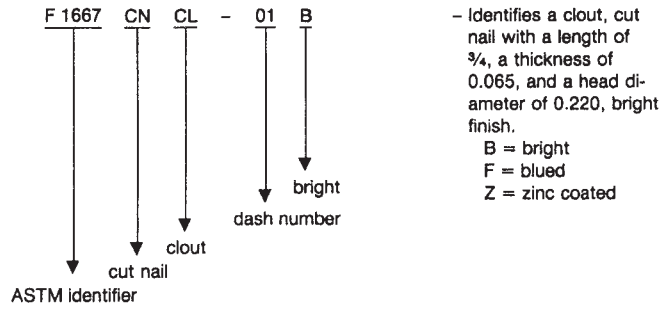 F 1667 CN CL - 01 B
bright
dash number
clout
cut nail
ASTM identifier
– Identifies a clout, cut
nail with a length of
¾, a thickness of
0.065, and a head di-
ameter of 0.220, bright
finish.
B = bright
F = blued
Z = zinc coated